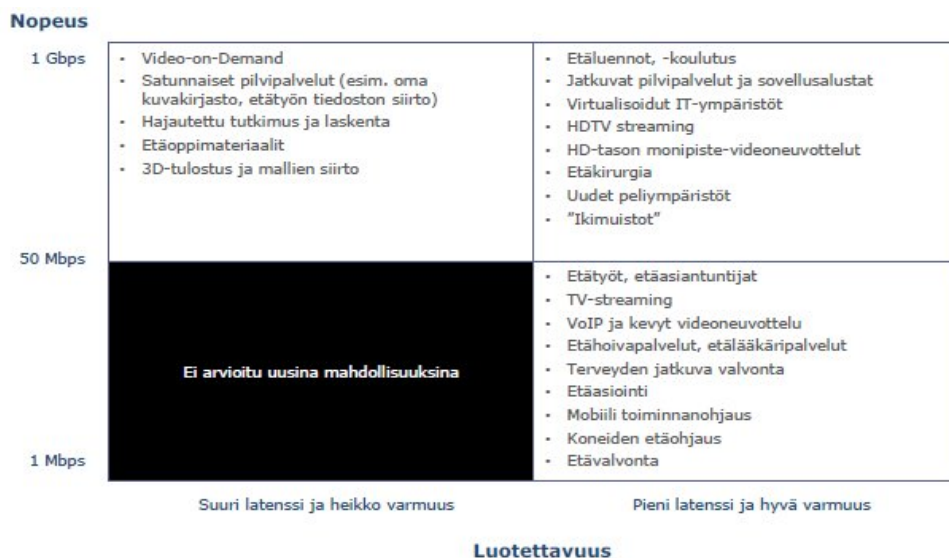 Nopeus
1 Gbps
• Video-on-Demand
• Satunnaiset pilvipalvelut (esim. oma
kuvakirjasto, etätyön tiedoston siirto)
• Hajautettu tutkimus ja laskenta
• Etäoppimateriaalit
• 3D-tulostus ja mallien siirto
• Etäluennot, -koulutus
• Jatkuvat pilvipalvelut ja sovellusalustat
• Virtualisoidut IT-ympäristöt
• HDTV streaming
• HD-tason monipiste-videoneuvottelut
• Etäkirurgia
• Uudet peliympäristöt
• ”Ikimuistot”
50 Mbps
Ei arvioitu uusina mahdollisuuksina
• Etätyöt, etäasiantuntijat
• TV-streaming
• VoIP ja kevyt videoneuvottelu
• Etähoivapalvelut, etälääkäripalvelut
• Terveyden jatkuva valvonta
• Etäasiointi
• Mobiili toiminnanohjaus
• Koneiden etäohjaus
• Etävalvonta
1 Mbps
Suuri latenssi ja heikko varmuus
Pieni latenssi ja hyvä varmuus
Luotettavuus